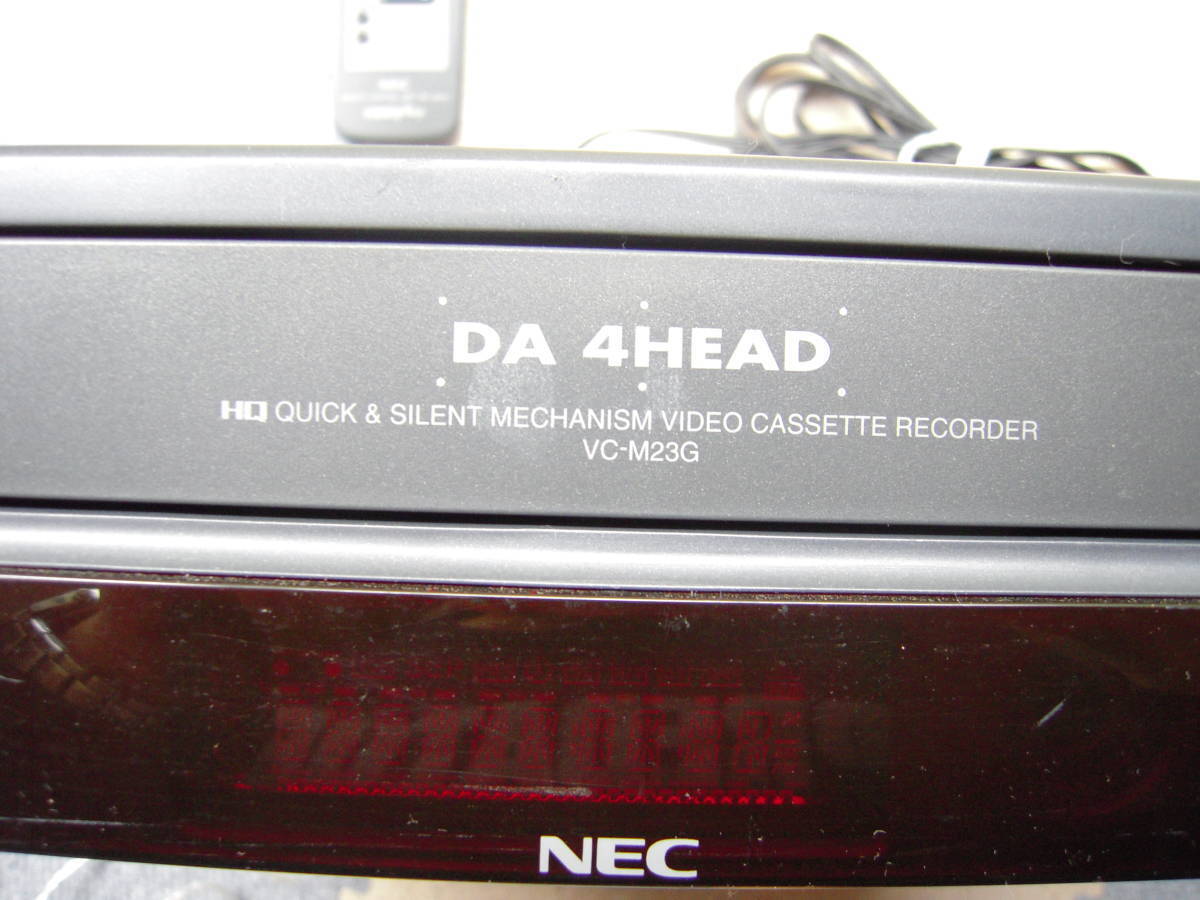 DA 4HEAD
HQ QUICK & SILENT MECHANISM VIDEO CASSETTE RECORDER
VC-M23G
NEC